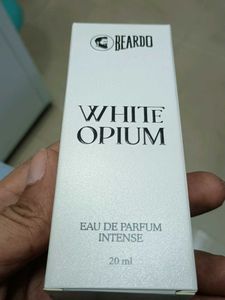 BEARDO
WHITE
OPIUM
EAU DE PARFUM
INTENSE
20 ml